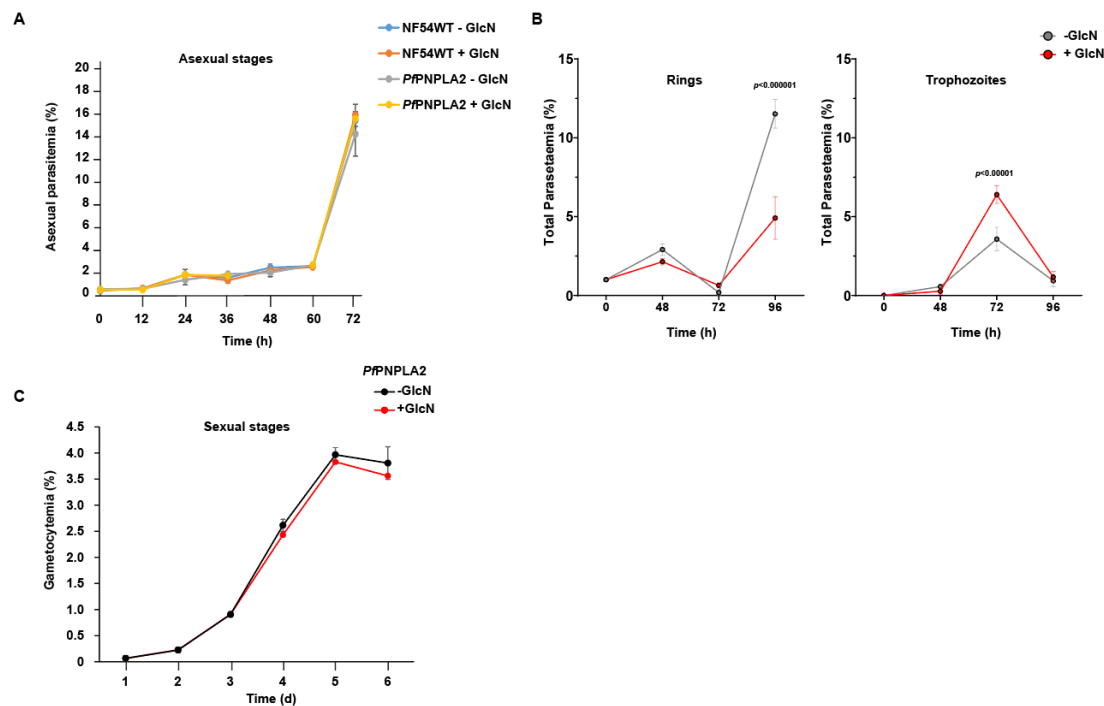 A
NF54WT - GlcN
NF54WT + GlcN
PfPNPLA2 - GlcN
PfPNPLA2 + GlcN
Asexual stages
Asexual parasitemia (%)
20
18
16
14
12
10
8
6
4
2
0
0 12 24 36 48 60 72
Time (h)
B
-GlcN
+ GlcN
Rings
p<0.000001
Total Parasetaemia (%)
15
10
5
0
0 48 72 96
Time (h)
Trophozoites
p<0.00001
Total Parasetaemia (%)
15
10
5
0
0 48 72 96
Time (h)
C
PfPNPLA2
-GlcN
+GlcN
Sexual stages
Gametocytemia (%)
4.5
4.0
3.5
3.0
2.5
2.0
1.5
1.0
0.5
0
1 2 3 4 5 6
Time (d)